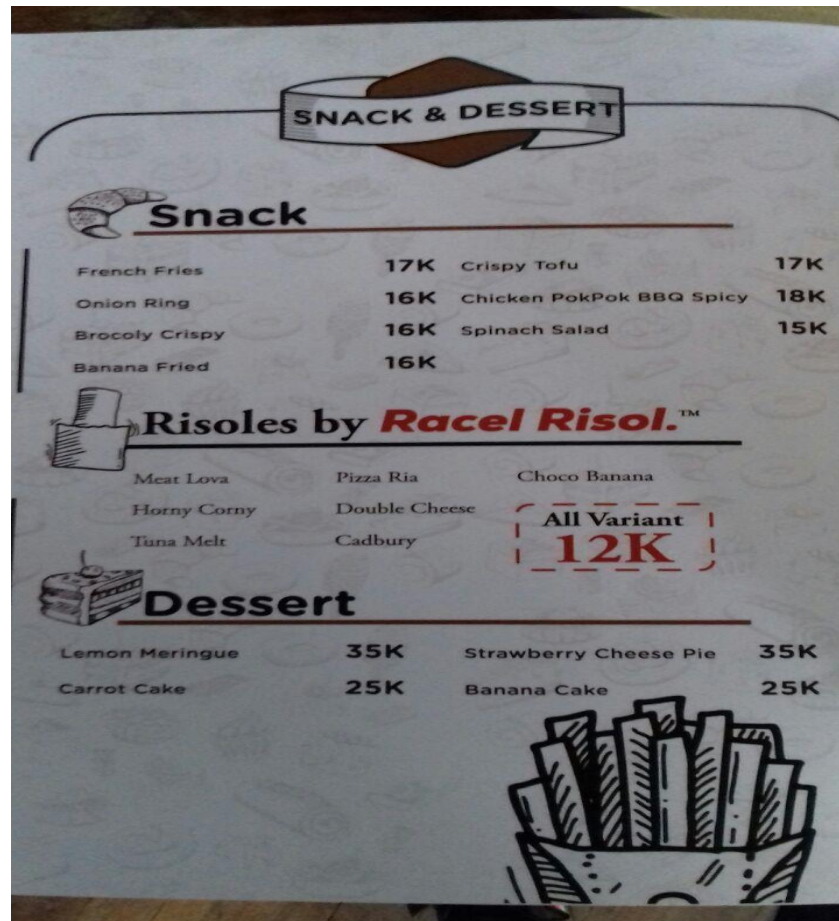 SNACK & DESSERT
Snack
French Fries 17K Crispy Tofu 17K
Onion Ring 16K Chicken PokPok BBQ Spicy 18K
Brocoly Crispy 16K Spinach Salad 15K
Banana Fried 16K
Risoles by Racel Risol.™
Meat Lova Pizza Ria Choco Banana
Horny Corny Double Cheese All Variant
Tuna Melt Cadbury 12K
Dessert
Lemon Meringue 35K Strawberry Cheese Pie 35K
Carrot Cake 25K Banana Cake 25K